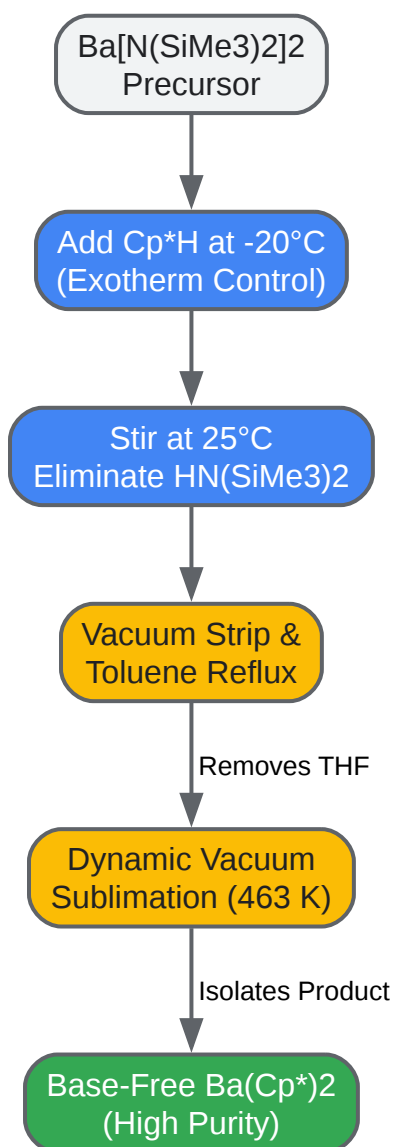 Ba[N(SiMe3)2]2
Precursor
Add Cp*H at -20°C
(Exotherm Control)
Stir at 25°C
Eliminate HN(SiMe3)2
Vacuum Strip &
Toluene Reflux
Removes THF
Dynamic Vacuum
Sublimation (463 K)
Isolates Product
Base-Free Ba(Cp*)2
(High Purity)